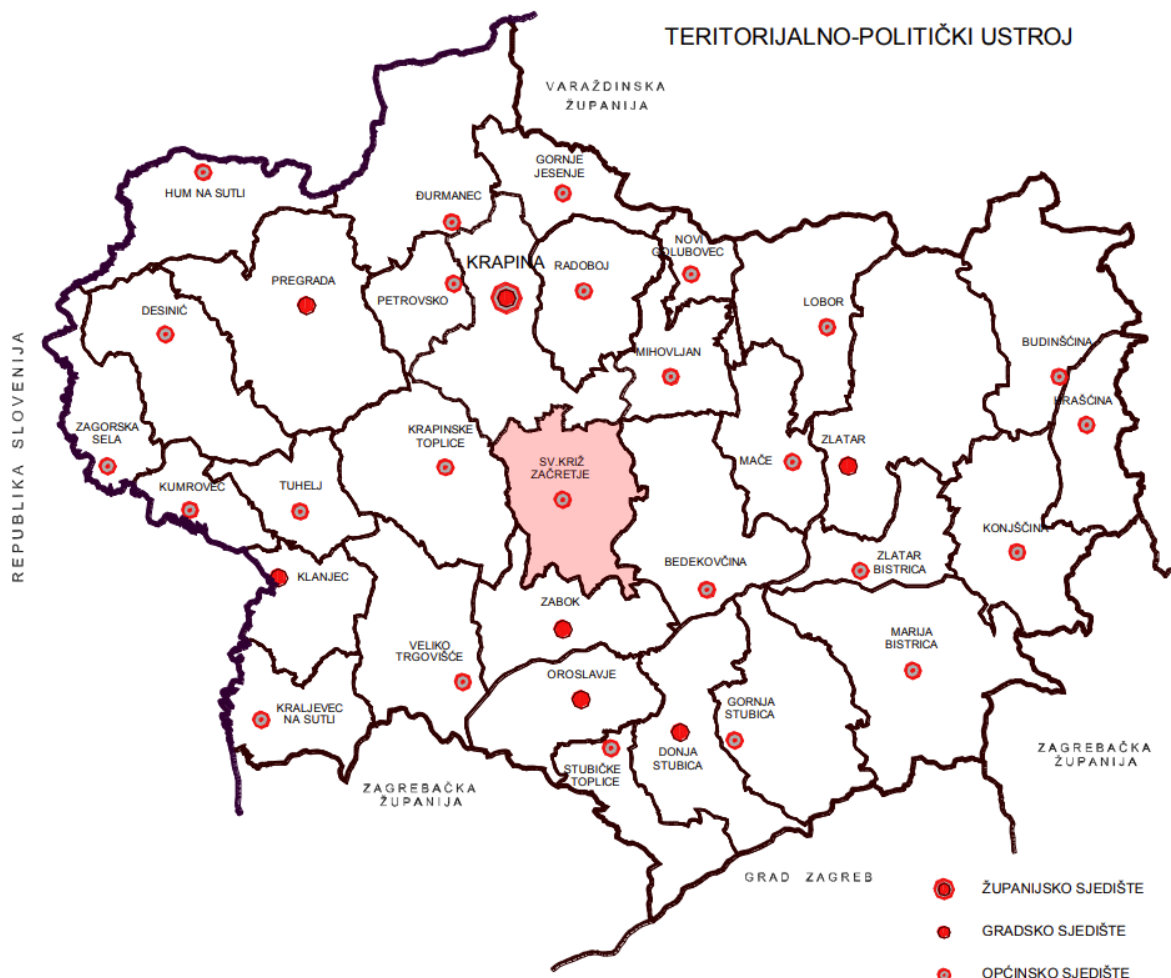 TERITORIJALNO-POLITIČKI USTROJ
VARAŽDINSKA
ŽUPANIJA
GORNJE
JESENJE
HUM NA SUTLI
ĐURMANEC
NOVI
GOLUBOVEC
KRAPINA
RADOBOJ
PREGRADA
PETROVSKO
LOBOR
DESINIĆ
BUDINŠĆINA
MIHOVLJAN
HRAŠĆINA
REPUBLIKA SLOVENIJA
ZAGORSKA
SELA
KRAPINSKE
TOPLICE
ZLATAR
SV.KRIŽ
ZAČRETJE
MAČE
KUMROVEC
TUHELJ
KONJŠČINA
ZLATAR
BISTRICA
BEDEKOVČINA
KLANJEC
ZABOK
MARIJA
BISTRICA
VELIKO
TRGOVIŠĆE
OROSLAVJE
GORNJA
STUBICA
KRALJEVEC
NA SUTLI
DONJA
STUBICA
ZAGREBAČKA
ŽUPANIJA
STUBIČKE
TOPLICE
ZAGREBAČKA
ŽUPANIJA
GRAD ZAGREB
ŽUPANIJSKO SJEDIŠTE
GRADSKO SJEDIŠTE
OPĆINSKO SJEDIŠTE